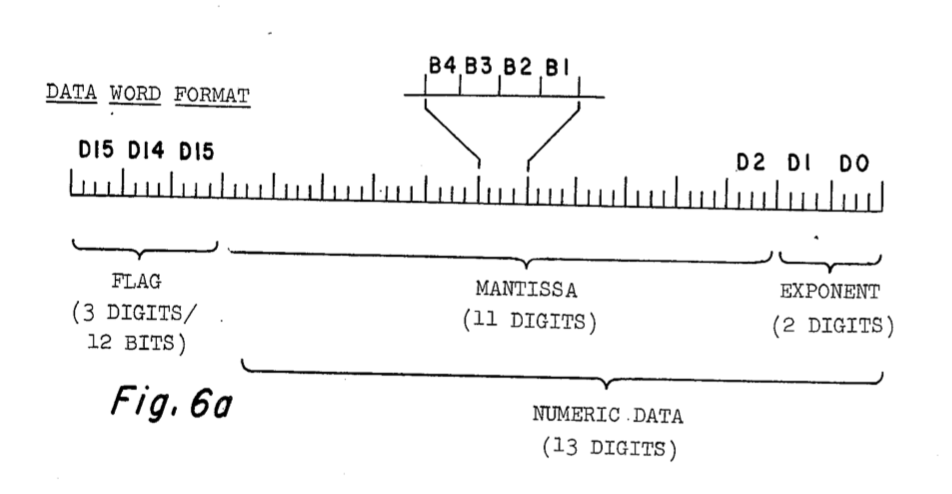 B4 B3 B2 B1
DATA WORD FORMAT
D15 D14 D15
D2 D1 D0
FLAG
(3 DIGITS/
12 BITS)
MANTISSA
(11 DIGITS)
EXPONENT
(2 DIGITS)
Fig. 6a
NUMERIC DATA
(13 DIGITS)